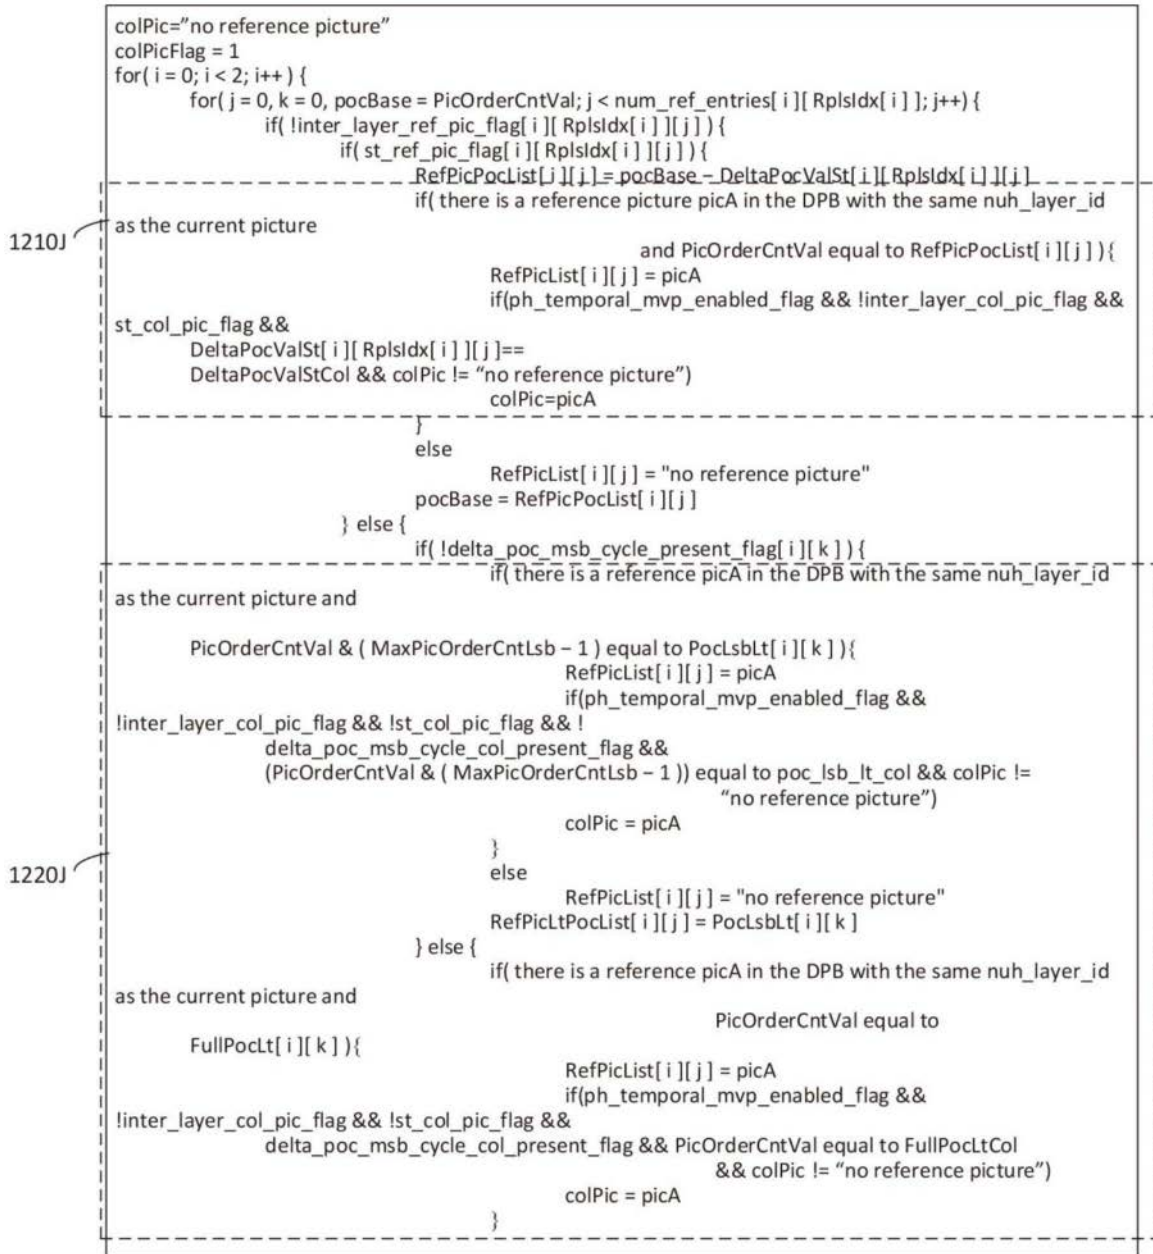 colPic=”no reference picture”
colPicFlag = 1
for( i = 0; i < 2; i++ ) {
for( j = 0, k = 0, pocBase = PicOrderCntVal; j < num_ref_entries[ i ][ RplsIdx[ i ] ]; j++) {
if( !inter_layer_ref_pic_flag[ i ][ RplsIdx[ i ] ][ j ] ) {
if( st_ref_pic_flag[ i ][ RplsIdx[ i ] ][ j ] ) {
RefPicPocList[ i ][ j ] = pocBase – DeltaPocValSt[ i ][ RplsIdx[ i ] ][ j ]
if( there is a reference picture picA in the DPB with the same nuh_layer_id
as the current picture
1210J
and PicOrderCntVal equal to RefPicPocList[ i ][ j ] ){
RefPicList[ i ][ j ] = picA
if(ph_temporal_mvp_enabled_flag && !inter_layer_col_pic_flag &&
st_col_pic_flag &&
DeltaPocValSt[ i ][ RplsIdx[ i ] ][ j ]==
DeltaPocValStCol && colPic != “no reference picture”)
colPic=picA
}
else
RefPicList[ i ][ j ] = "no reference picture"
pocBase = RefPicPocList[ i ][ j ]
} else {
if( !delta_poc_msb_cycle_present_flag[ i ][ k ] ) {
if( there is a reference picA in the DPB with the same nuh_layer_id
as the current picture and
PicOrderCntVal & ( MaxPicOrderCntLsb – 1 ) equal to PocLsbLt[ i ][ k ] ){
RefPicList[ i ][ j ] = picA
if(ph_temporal_mvp_enabled_flag &&
!inter_layer_col_pic_flag && !st_col_pic_flag && !
delta_poc_msb_cycle_col_present_flag &&
(PicOrderCntVal & ( MaxPicOrderCntLsb – 1 )) equal to poc_lsb_lt_col && colPic !=
“no reference picture”)
colPic = picA
}
1220J
else
RefPicList[ i ][ j ] = "no reference picture"
RefPicLtPocList[ i ][ j ] = PocLsbLt[ i ][ k ]
} else {
if( there is a reference picA in the DPB with the same nuh_layer_id
as the current picture and
PicOrderCntVal equal to
FullPocLt[ i ][ k ] ){
RefPicList[ i ][ j ] = picA
if(ph_temporal_mvp_enabled_flag &&
!inter_layer_col_pic_flag && !st_col_pic_flag &&
delta_poc_msb_cycle_col_present_flag && PicOrderCntVal equal to FullPocLtCol
&& colPic != “no reference picture”)
colPic = picA
}